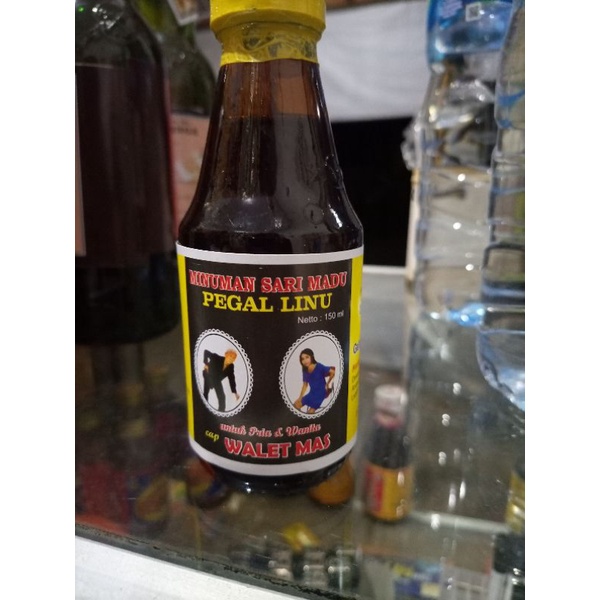 MINUMAN SARI MADU
PEGAL LINU
Netto : 150 ml
untuk Pria & Wanita
cap WALET MAS